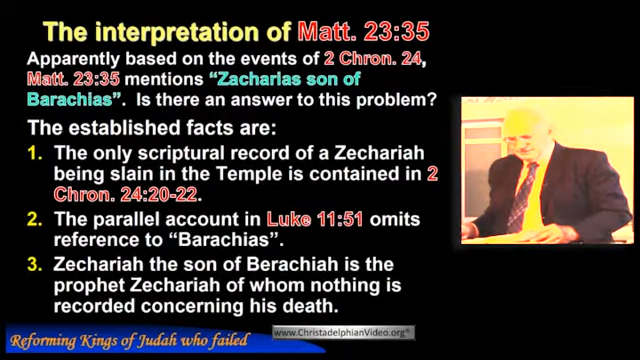 The interpretation of Matt. 23:35
Apparently based on the events of 2 Chron. 24,
Matt. 23:35 mentions “Zacharias son of
Barachias”. Is there an answer to this problem?
The established facts are:
1. The only scriptural record of a Zechariah
being slain in the Temple is contained in 2
Chron. 24:20-22.
2. The parallel account in Luke 11:51 omits
reference to “Barachias”.
3. Zechariah the son of Berachiah is the
prophet Zechariah of whom nothing is
recorded concerning his death.
Reforming Kings of Judah who failed
www.ChristadelphianVideo.org